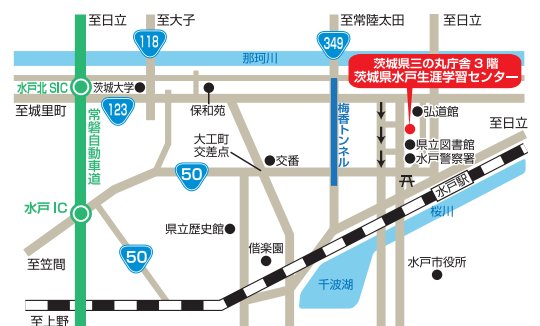 至日立
至大子
至常陸太田
至日立
118
349
那珂川
茨城県三の丸庁舎3階
茨城県水戸生涯学習センター
水戸北SIC
茨城大学
保和苑
弘道館
至城里町
123
梅香トンネル
至日立
常磐自動車道
大工町
交差点
交番
県立図書館
水戸警察署
50
水戸駅
水戸IC
桜川
県立歴史館
偕楽園
50
至笠間
水戸市役所
千波湖
至上野